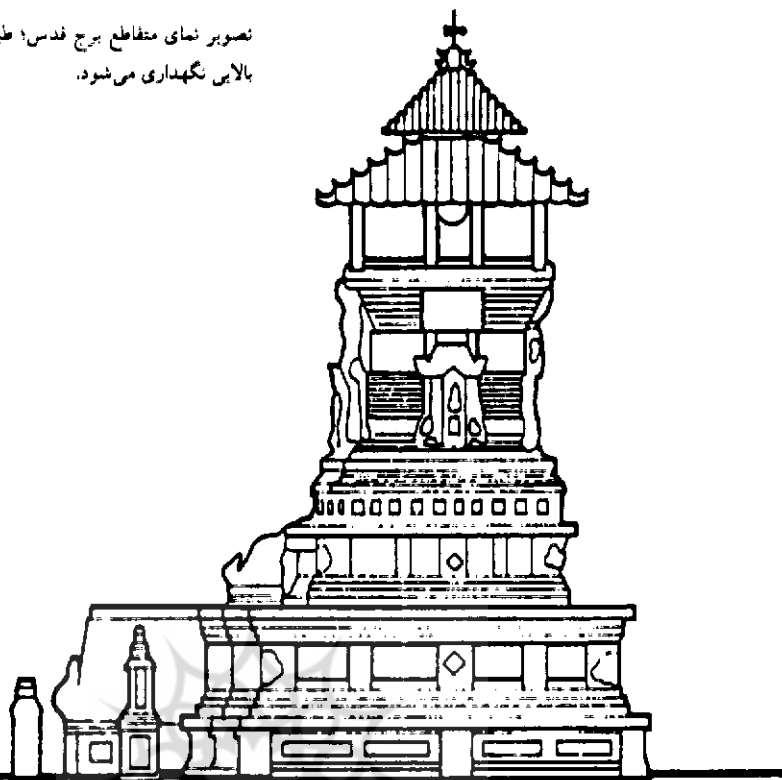 تصویر نمای متقاطع برج قدس؛
بالایی نگهداری می‌شود.